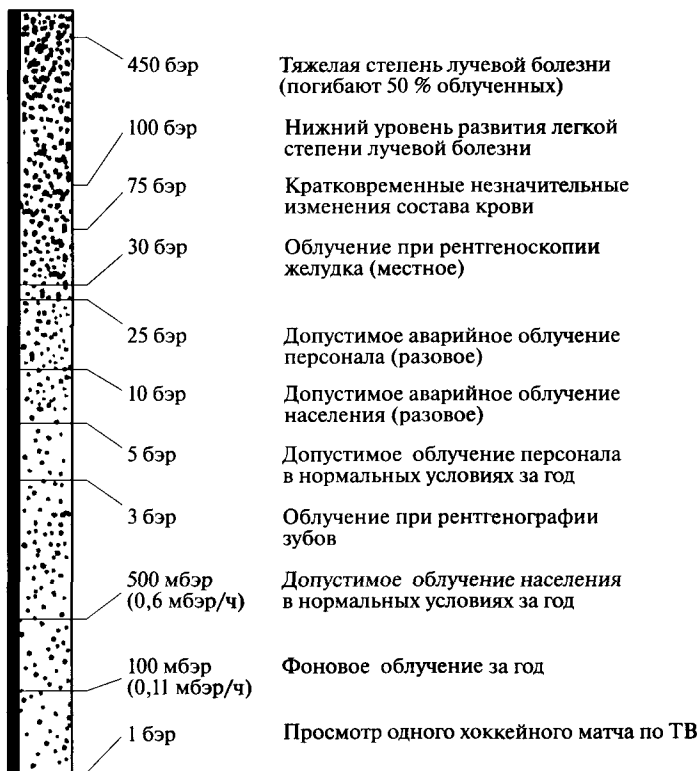 450 бэр Тяжелая степень лучевой болезни
(погибают 50 % облученных)
100 бэр Нижний уровень развития легкой
степени лучевой болезни
75 бэр Кратковременные незначительные
изменения состава крови
30 бэр Облучение при рентгеноскопии
желудка (местное)
25 бэр Допустимое аварийное облучение
персонала (разовое)
10 бэр Допустимое аварийное облучение
населения (разовое)
5 бэр Допустимое облучение персонала
в нормальных условиях за год
3 бэр Облучение при рентгенографии
зубов
500 мбэр Допустимое облучение населения
(0,6 мбэр/ч) в нормальных условиях за год
100 мбэр Фоновое облучение за год
(0,11 мбэр/ч)
1 бэр Просмотр одного хоккейного матча по ТВ